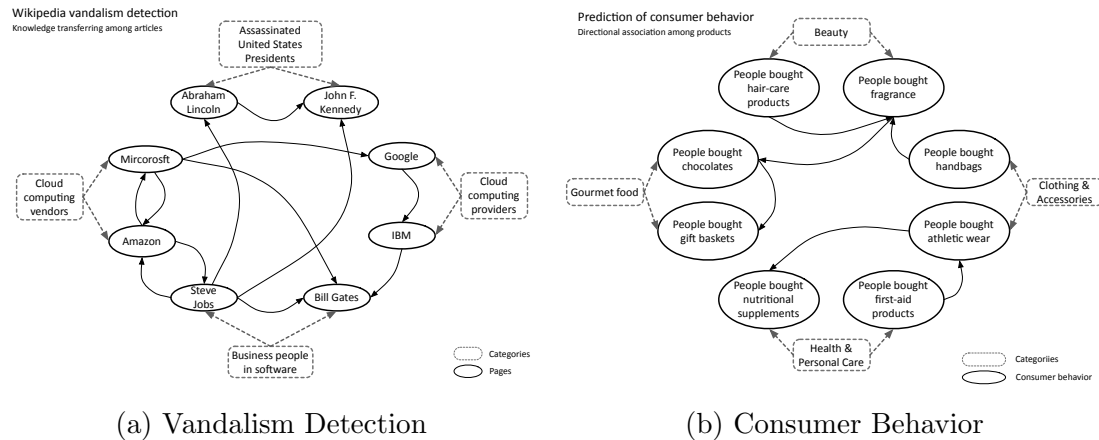 Wikipedia vandalism detection
Knowledge transferring among articles
Assassinated
United States
Presidents
Abraham
Lincoln
John F.
Kennedy
Mircorosft
Google
Cloud
computing
vendors
Cloud
computing
providers
Amazon
IBM
Steve
Jobs
Bill Gates
Business people
in software
Categories
Pages
(a) Vandalism Detection
Prediction of consumer behavior
Directional association among products
Beauty
People bought
hair-care
products
People bought
fragrance
People bought
chocolates
People bought
handbags
Gourmet food
Clothing &
Accessories
People bought
gift baskets
People bought
athletic wear
People bought
nutritional
supplements
People bought
first-aid
products
Health &
Personal Care
Categoriies
Consumer behavior
(b) Consumer Behavior